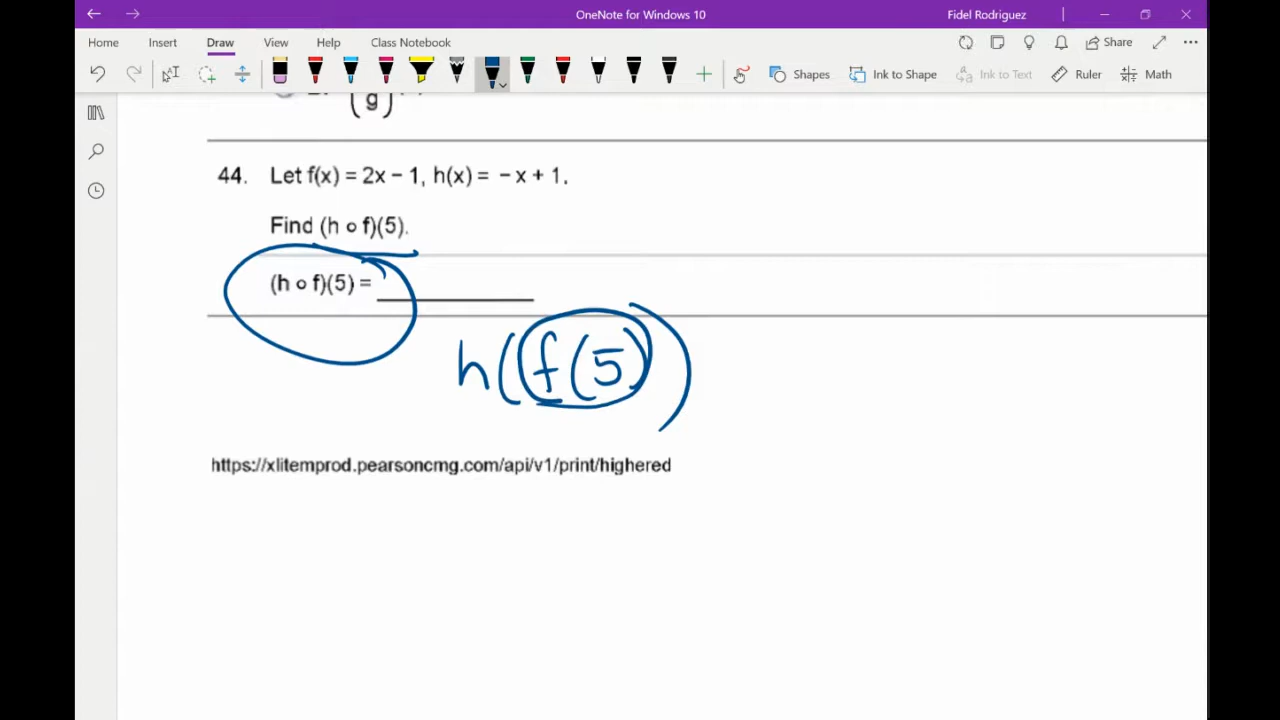 OneNote for Windows 10
Fidel Rodriguez
Home Insert Draw View Help Class Notebook
Share
Shapes Ink to Shape Ink to Text Ruler Math
g
44. Let f(x) = 2x − 1, h(x) = − x + 1.
Find (h ∘ f)(5).
(h ∘ f)(5) = ____________
h(f(5))
https://xlitemprod.pearsoncmg.com/api/v1/print/highered